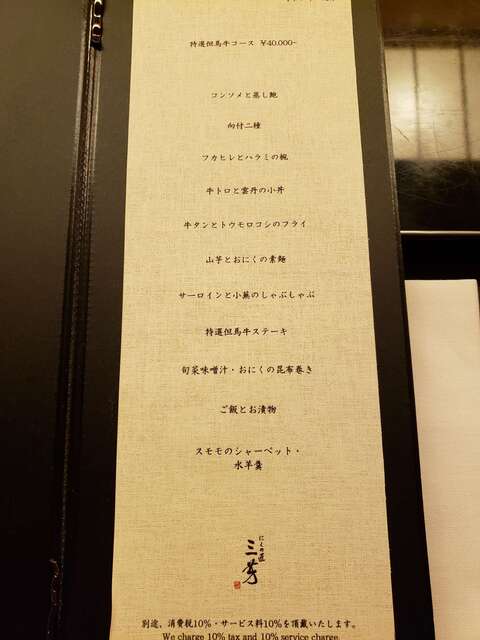 特選但馬牛コース ￥40.000-
コンソメと蒸し鮑
向付二種
フカヒレとハラミの椀
牛トロと雲丹の小丼
牛タンとトウモロコシのフライ
山芋とおにくの素麺
サーロインと小蕪のしゃぶしゃぶ
特選但馬牛ステーキ
旬菜味噌汁・おにくの昆布巻き
ご飯とお漬物
スモモのシャーベット・
水羊羹
にくの匠
三芳
別途、消費税10%・サービス料10%を頂戴いたします。
We charge 10% tax and 10% service charge